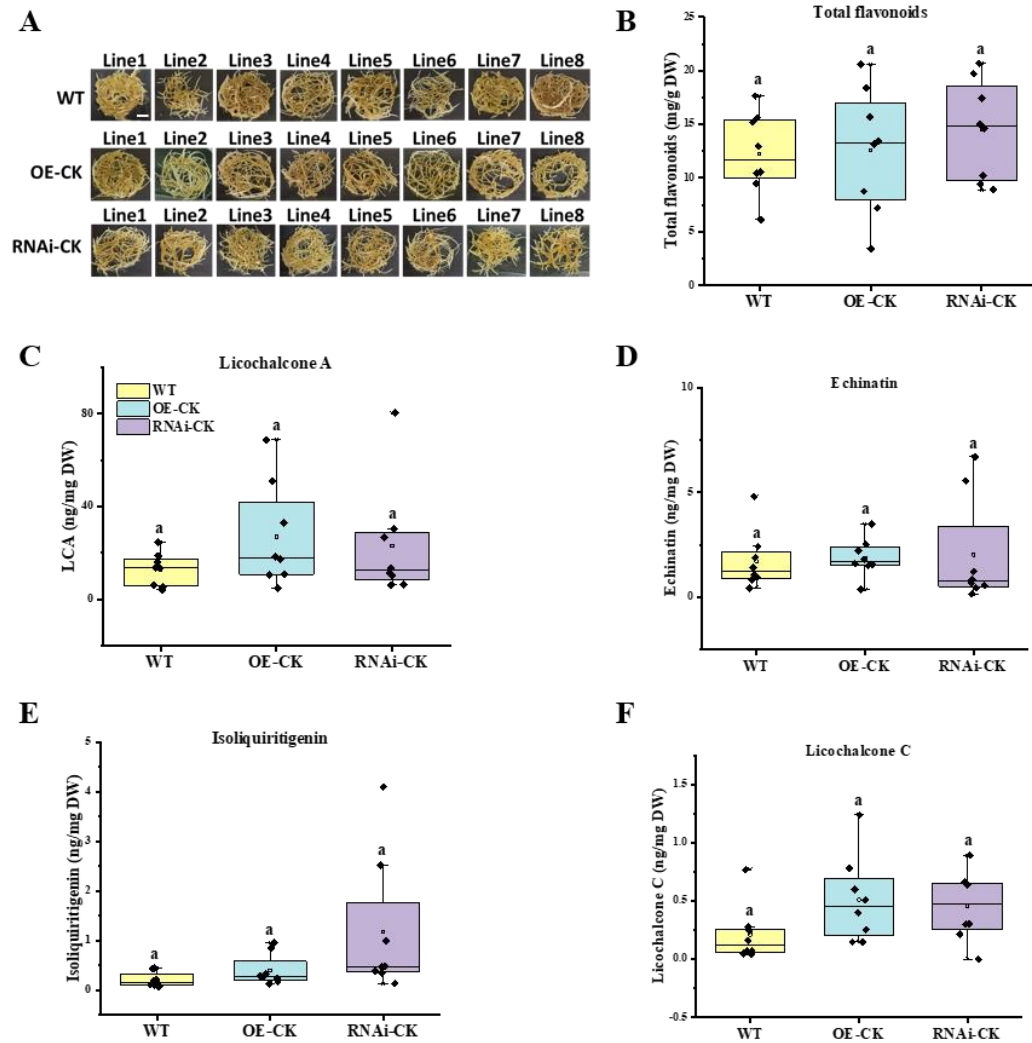 A
Line1 Line2 Line3 Line4 Line5 Line6 Line7 Line8
WT
Line1 Line2 Line3 Line4 Line5 Line6 Line7 Line8
OE-CK
Line1 Line2 Line3 Line4 Line5 Line6 Line7 Line8
RNAi-CK
B
Total flavonoids
Total flavonoids (mg/g DW)
25
20
15
10
5
0
a
a
a
WT OE-CK RNAi-CK
C
Licochalcone A
WT
OE-CK
RNAi-CK
LCA (ng/mg DW)
80
40
0
a
a
a
WT OE-CK RNAi-CK
D
Echinatin
Echinatin (ng/mg DW)
10
5
0
a
a
a
WT OE-CK RNAi-CK
E
Isoliquiritigenin
Isoliquiritigenin (ng/mg DW)
5
4
3
2
1
0
a
a
a
WT OE-CK RNAi-CK
F
Licochalcone C
Licochalcone C (ng/mg DW)
1.5
1.0
0.5
0.0
-0.5
a
a
a
WT OE-CK RNAi-CK